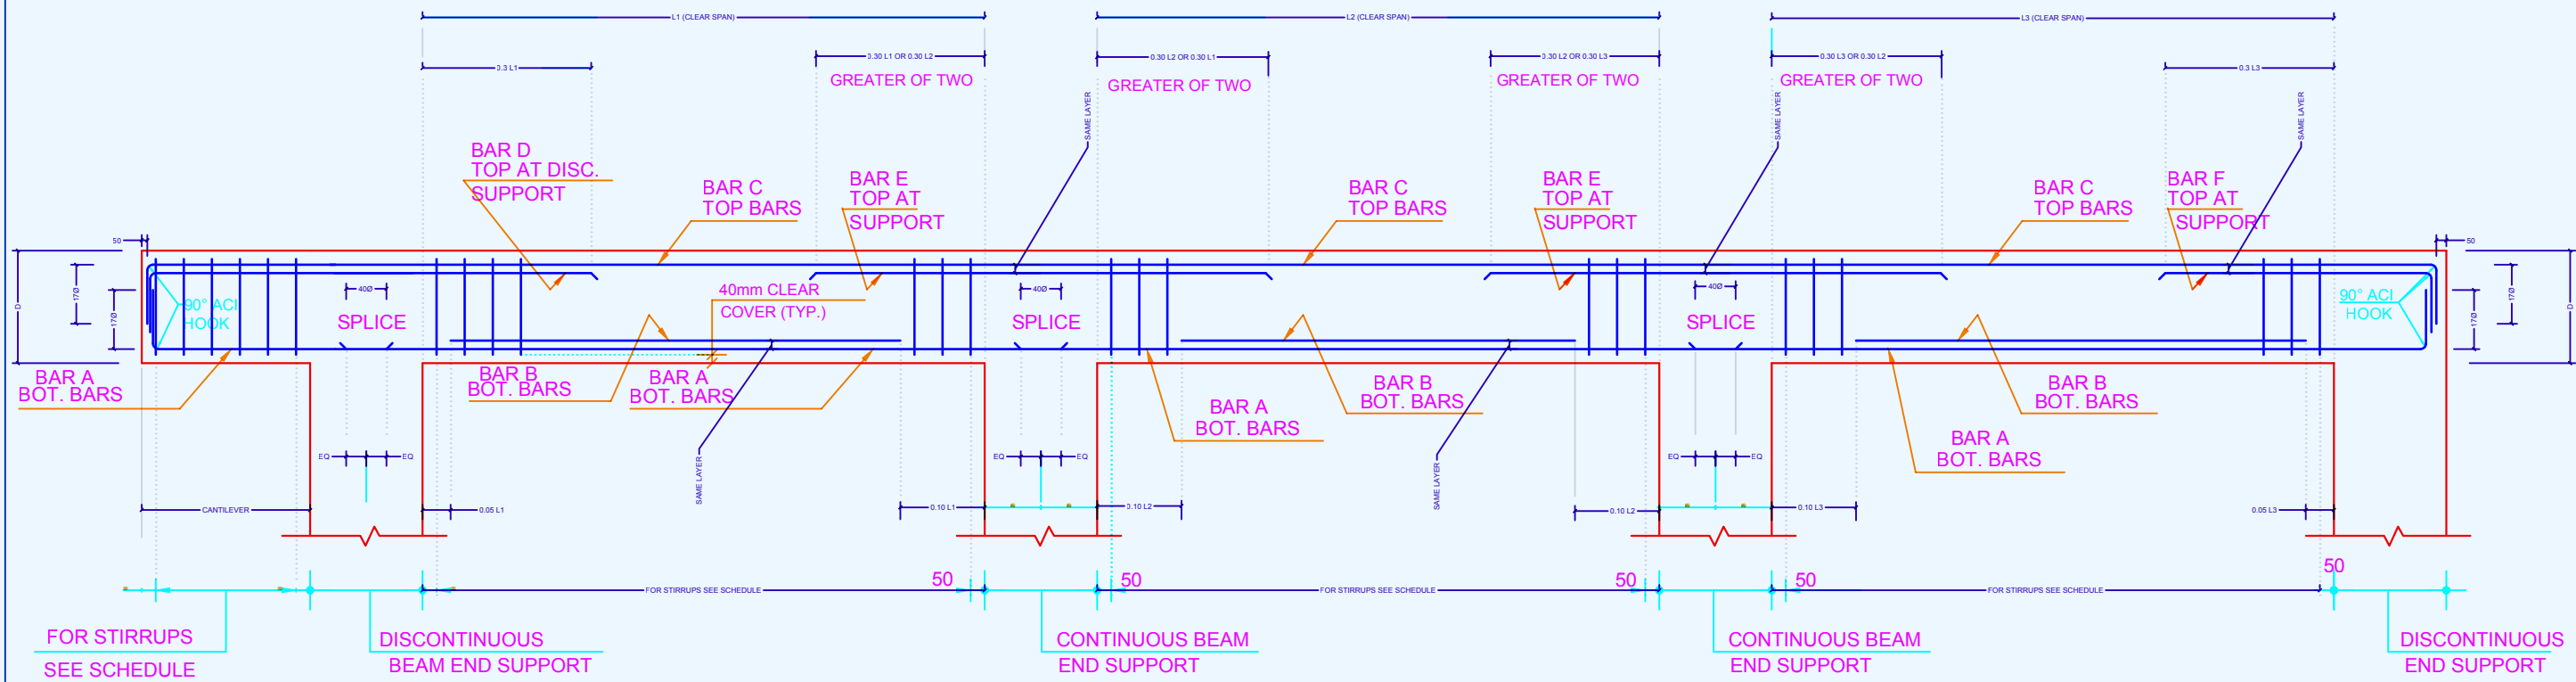 L1 (CLEAR SPAN)
L2 (CLEAR SPAN)
L3 (CLEAR SPAN)
0.3 L1
0.30 L1 OR 0.30 L2
GREATER OF TWO
0.30 L2 OR 0.30 L1
GREATER OF TWO
0.30 L2 OR 0.30 L3
GREATER OF TWO
0.30 L3 OR 0.30 L2
GREATER OF TWO
0.3 L3
SAME LAYER
SAME LAYER
SAME LAYER
BAR D
TOP AT DISC.
SUPPORT
BAR C
TOP BARS
BAR E
TOP AT
SUPPORT
BAR C
TOP BARS
BAR E
TOP AT
SUPPORT
BAR C
TOP BARS
BAR F
TOP AT
SUPPORT
50
50
D
17Ø
17Ø
90° ACI
HOOK
40Ø
SPLICE
40mm CLEAR
COVER (TYP.)
40Ø
SPLICE
40Ø
SPLICE
90° ACI
HOOK
17Ø
17Ø
D
BAR A
BOT. BARS
BAR B
BOT. BARS
BAR A
BOT. BARS
BAR A
BOT. BARS
BAR B
BOT. BARS
BAR A
BOT. BARS
BAR B
BOT. BARS
EQ
EQ
EQ
EQ
EQ
EQ
SAME LAYER
SAME LAYER
CANTILEVER
0.05 L1
0.10 L1
0.10 L2
0.10 L2
0.10 L3
0.05 L3
FOR STIRRUPS SEE SCHEDULE
50
50
FOR STIRRUPS SEE SCHEDULE
50
50
FOR STIRRUPS SEE SCHEDULE
50
FOR STIRRUPS
SEE SCHEDULE
DISCONTINUOUS
BEAM END SUPPORT
CONTINUOUS BEAM
END SUPPORT
CONTINUOUS BEAM
END SUPPORT
DISCONTINUOUS
END SUPPORT